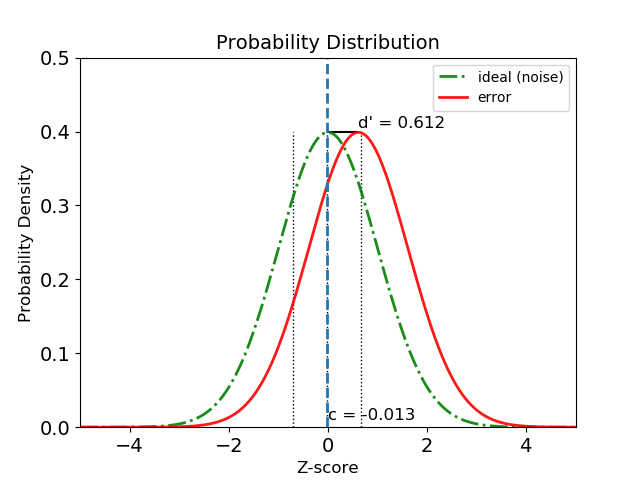 Probability Distribution
ideal (noise)
error
d' = 0.612
c = -0.013
Probability Density
0.5
0.4
0.3
0.2
0.1
0.0
−4
−2
0
2
4
Z-score